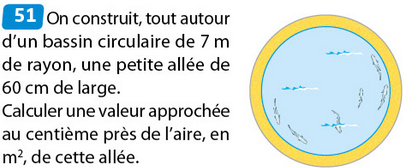 51 On construit, tout autour
d'un bassin circulaire de 7 m
de rayon, une petite allée de
60 cm de large.
Calculer une valeur approchée
au centième près de l'aire, en
m², de cette allée.